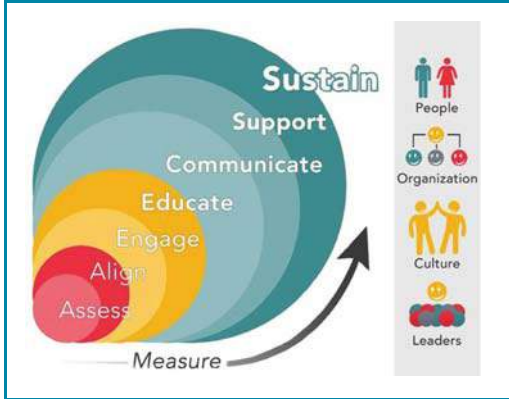 Sustain
Support
Communicate
Educate
Engage
Align
Assess
Measure
People
Organization
Culture
Leaders